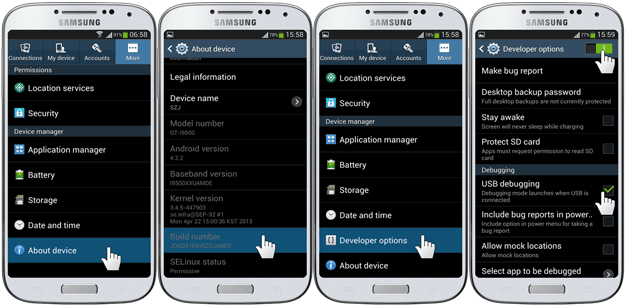 SAMSUNG
91% 06:58
Connections
My device
Accounts
More
Permissions
Location services
Security
Device manager
Application manager
Battery
Storage
Date and time
About device
SAMSUNG
78% 15:58
About device
information
Legal information
Device name
SZJ
Model number
GT-I9500
Android version
4.2.2
Baseband version
I9500XXUAMDE
Kernel version
3.4.5-447903
se.infra@SEP-92 #1
Mon Apr 22 15:00:36 KST 2013
Build number
SELinux status
Permissive
SAMSUNG
78% 15:58
Connections
My device
Accounts
More
Location services
Security
Device manager
Application manager
Battery
Storage
Date and time
Developer options
About device
SAMSUNG
77% 15:59
Developer options
Make bug report
Desktop backup password
Full desktop backups are not currently protected
Stay awake
Screen will never sleep while charging
Protect SD card
Apps must request permission to read SD
card
Debugging
USB debugging
Debugging mode launches when USB is
connected
Include bug reports in power..
Include option in power menu for taking a
bug report
Allow mock locations
Allow mock locations
Select app to be debugged